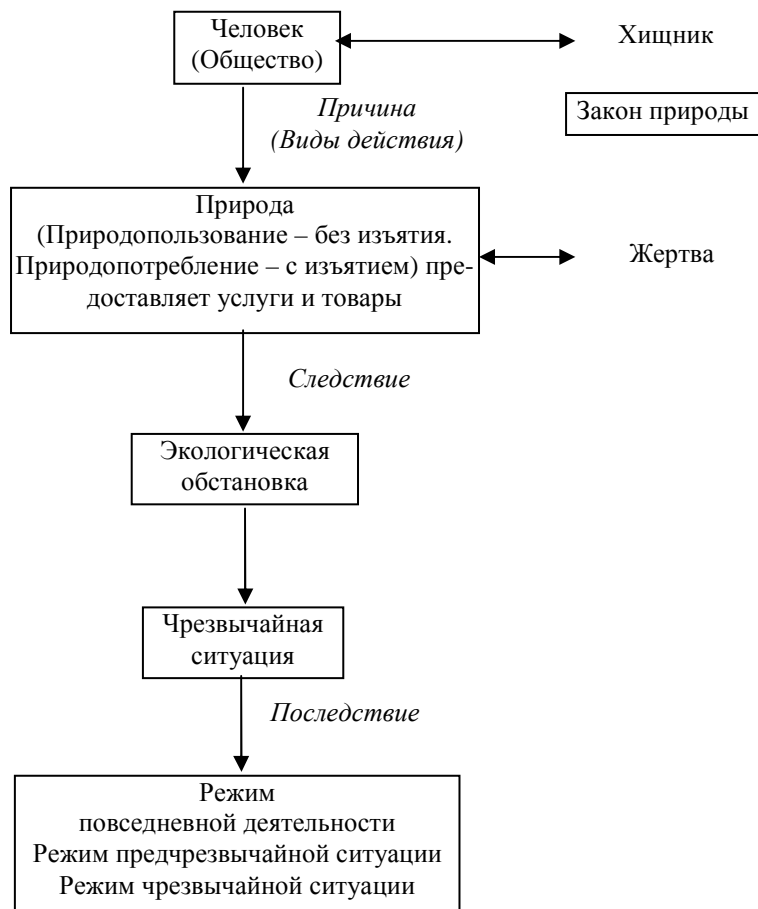 Человек
(Общество)
Хищник
Причина
(Виды действия)
Закон природы
Природа
(Природопользование – без изъятия.
Природопотребление – с изъятием) пре-
доставляет услуги и товары
Жертва
Следствие
Экологическая
обстановка
Чрезвычайная
ситуация
Последствие
Режим
повседневной деятельности
Режим предчрезвычайной ситуации
Режим чрезвычайной ситуации